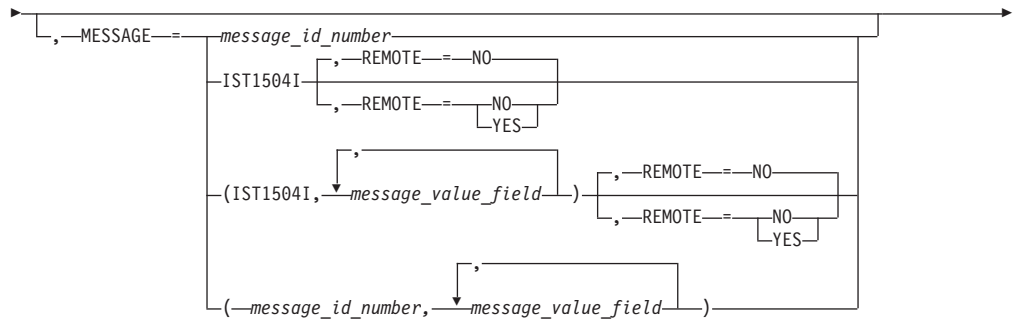 , MESSAGE = message_id_number
, REMOTE = NO
IST1504I
, REMOTE = NO
YES
,
, REMOTE = NO
(IST1504I, message_value_field )
, REMOTE = NO
YES
,
( message_id_number, message_value_field )